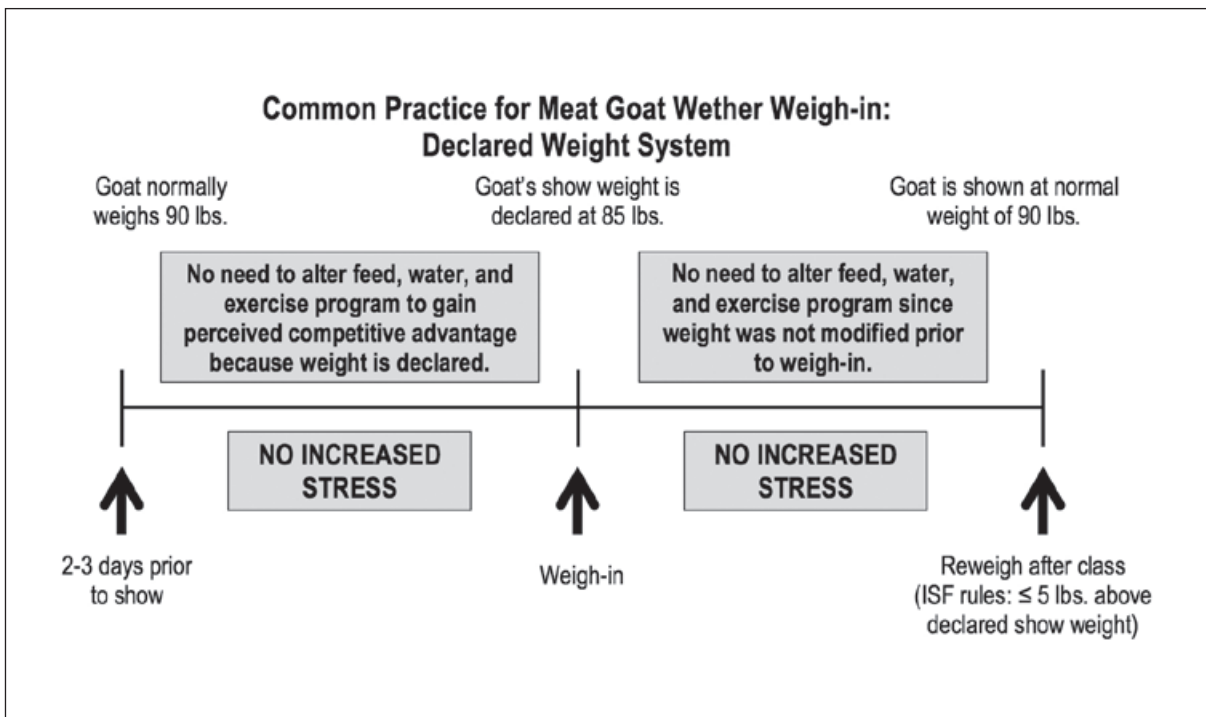 Common Practice for Meat Goat Wether Weigh-in:
Declared Weight System
Goat normally
weighs 90 lbs.
Goat's show weight is
declared at 85 lbs.
Goat is shown at normal
weight of 90 lbs.
No need to alter feed, water, and
exercise program to gain
perceived competitive advantage
because weight is declared.
No need to alter feed, water,
and exercise program since
weight was not modified prior
to weigh-in.
NO INCREASED
STRESS
NO INCREASED
STRESS
2-3 days prior
to show
Weigh-in
Reweigh after class
(ISF rules: ≤ 5 lbs. above
declared show weight)